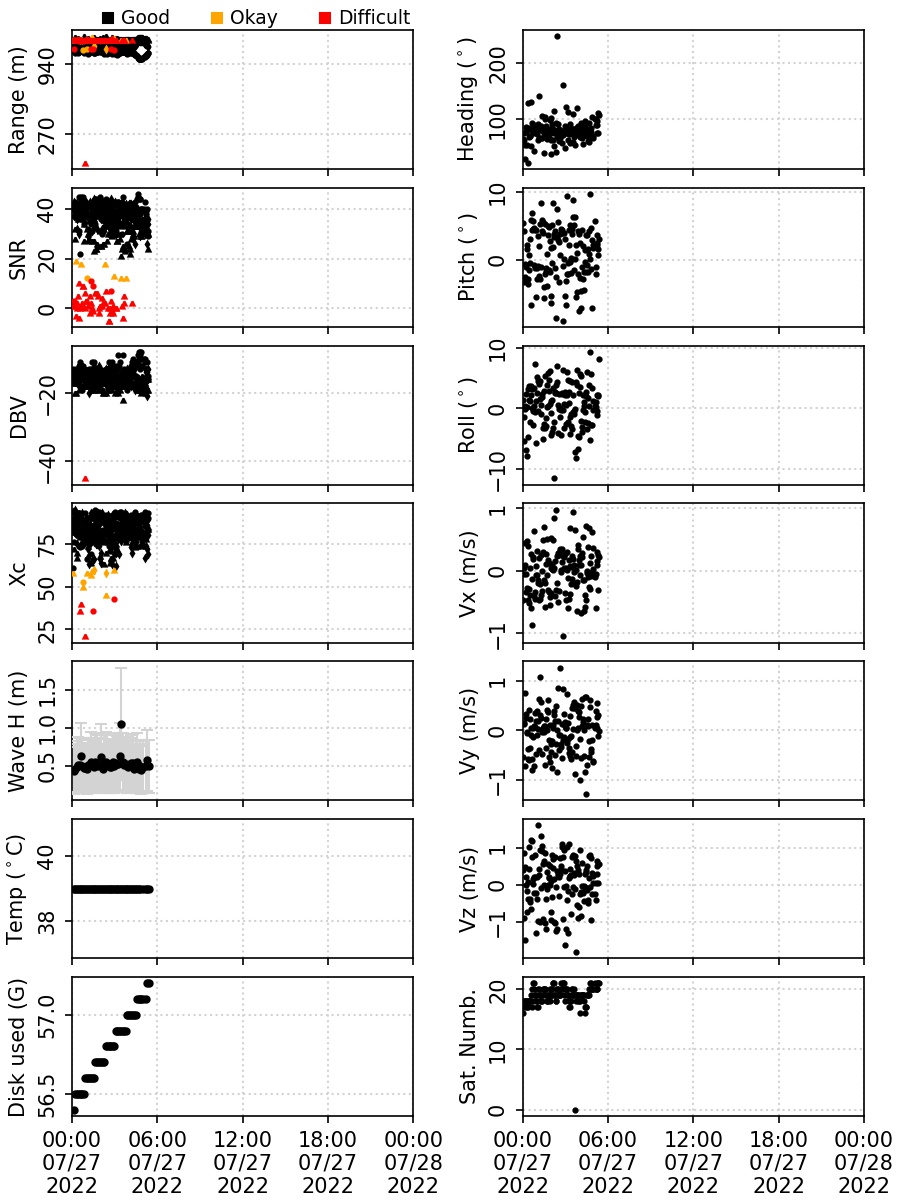 Good Okay Difficult
Range (m)
940
270
Heading (°)
200
100
SNR
40
20
0
Pitch (°)
10
0
DBV
−20
−40
Roll (°)
10
0
−10
Xc
75
50
25
Vx (m/s)
1
0
−1
Wave H (m)
1.5
1.0
0.5
Vy (m/s)
1
0
−1
Temp (°C)
40
38
Vz (m/s)
1
0
−1
Disk used (G)
57.0
56.5
Sat. Numb.
20
10
0
00:00 06:00 12:00 18:00 00:00
07/27 07/27 07/27 07/27 07/28
2022 2022 2022 2022 2022
00:00 06:00 12:00 18:00 00:00
07/27 07/27 07/27 07/27 07/28
2022 2022 2022 2022 2022